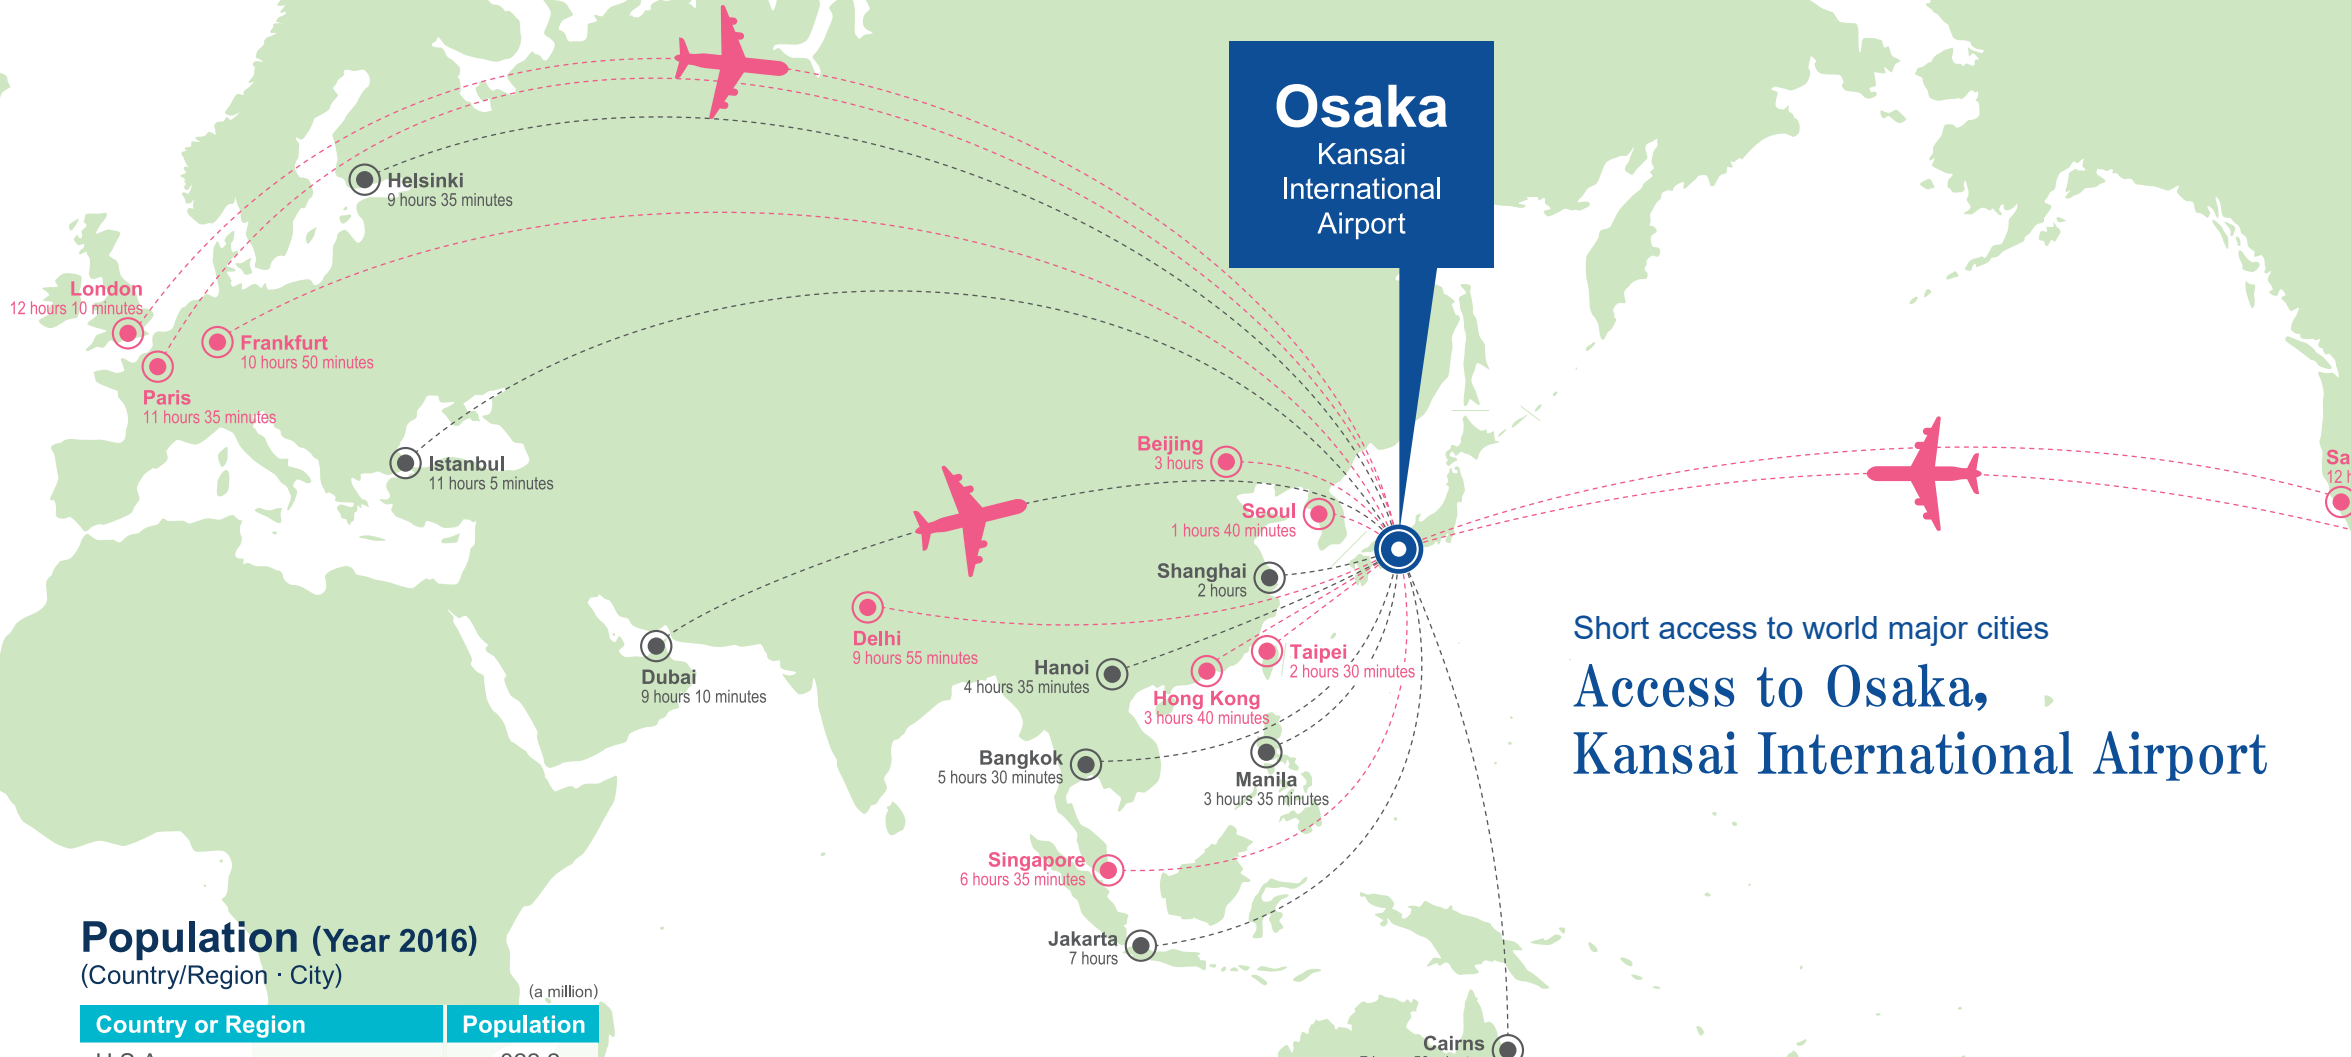 Osaka
Kansai
International
Airport
Helsinki
9 hours 35 minutes
London
12 hours 10 minutes
Frankfurt
10 hours 50 minutes
Paris
11 hours 35 minutes
Istanbul
11 hours 5 minutes
Beijing
3 hours
Seoul
1 hours 40 minutes
Shanghai
2 hours
Delhi
9 hours 55 minutes
Dubai
9 hours 10 minutes
Hanoi
4 hours 35 minutes
Taipei
2 hours 30 minutes
Hong Kong
3 hours 40 minutes
Bangkok
5 hours 30 minutes
Manila
3 hours 35 minutes
Singapore
6 hours 35 minutes
Jakarta
7 hours
Cairns
Short access to world major cities
Access to Osaka,
Kansai International Airport
Population (Year 2016)
(Country/Region · City)
(a million)
Country or Region Population